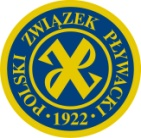 POLSKI ZWIĄZEK PŁYWACKI
· 1922 ·